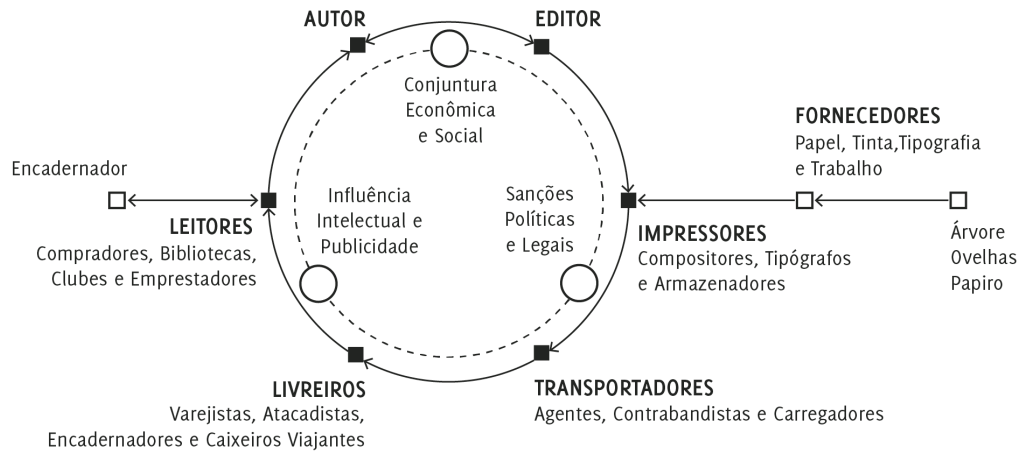 AUTOR
EDITOR
Conjuntura
Econômica
e Social
FORNECEDORES
Papel, Tinta,Tipografia
e Trabalho
Encadernador
Influência
Intelectual e
Publicidade
Sanções
Políticas
e Legais
LEITORES
Compradores, Bibliotecas,
Clubes e Emprestadores
IMPRESSORES
Compositores, Tipógrafos
e Armazenadores
Árvore
Ovelhas
Papiro
LIVREIROS
Varejistas, Atacadistas,
Encadernadores e Caixeiros Viajantes
TRANSPORTADORES
Agentes, Contrabandistas e Carregadores